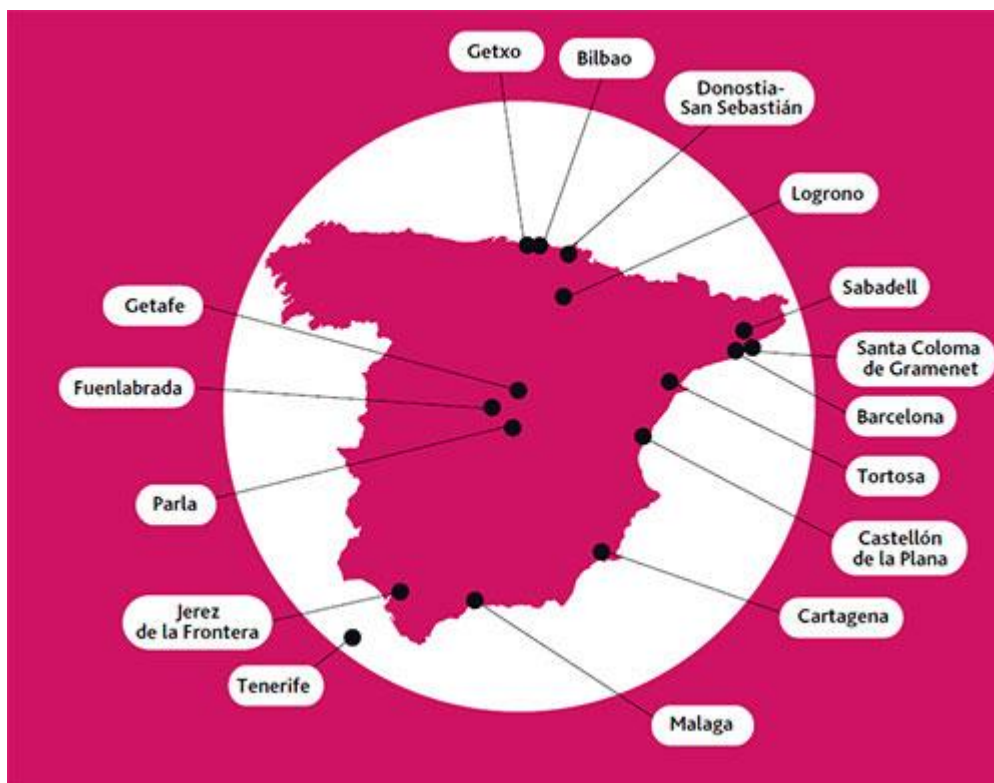 Getxo
Bilbao
Donostia-
San Sebastián
Logrono
Getafe
Sabadell
Santa Coloma
de Gramenet
Fuenlabrada
Barcelona
Tortosa
Parla
Castellón
de la Plana
Jerez
de la Frontera
Cartagena
Tenerife
Malaga